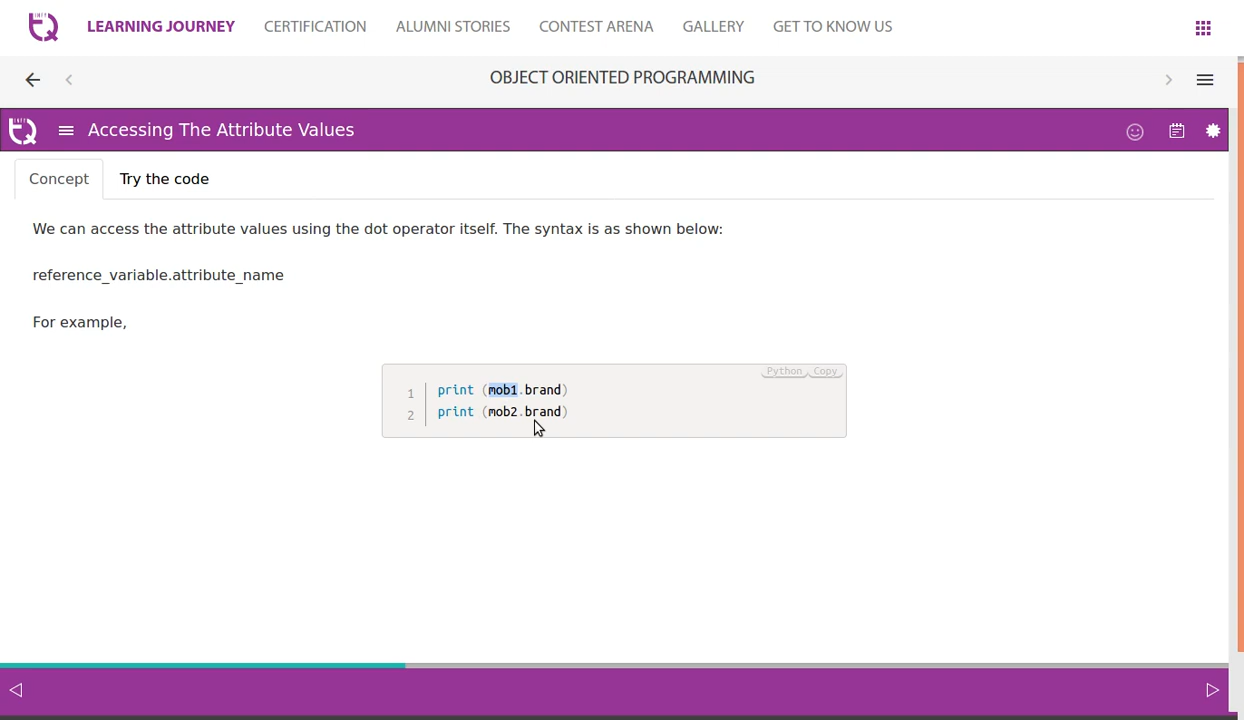 LEARNING JOURNEY CERTIFICATION ALUMNI STORIES CONTEST ARENA GALLERY GET TO KNOW US
OBJECT ORIENTED PROGRAMMING
Accessing The Attribute Values
Concept Try the code
We can access the attribute values using the dot operator itself. The syntax is as shown below:
reference_variable.attribute_name
For example,
Python Copy
1 print (mob1.brand)
2 print (mob2.brand)